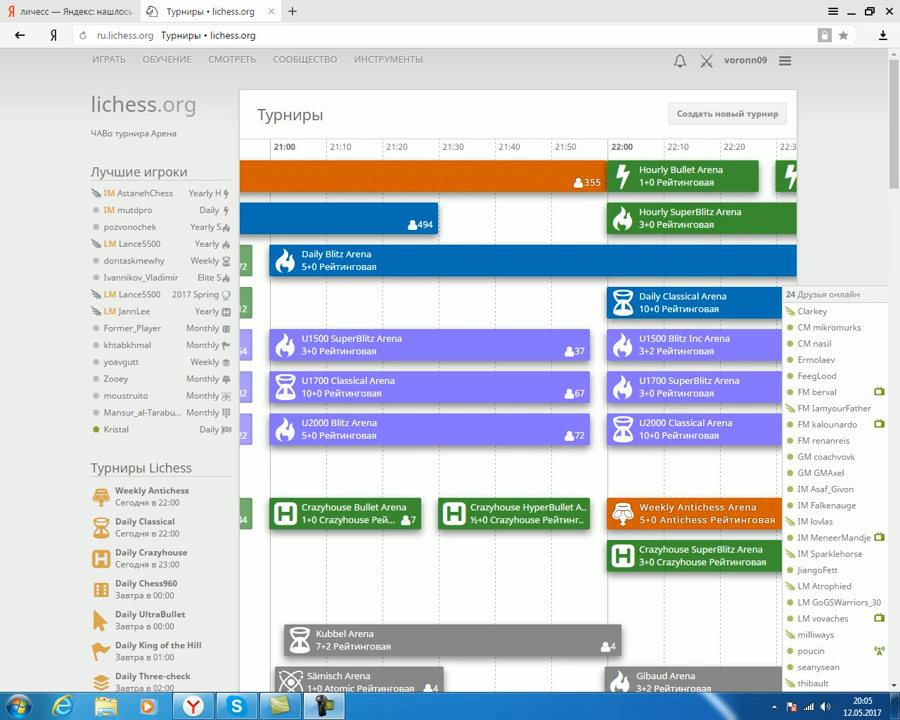 личесс — Яндекс: нашлось
Турниры • lichess.org
ru.lichess.org Турниры • lichess.org
ИГРАТЬ ОБУЧЕНИЕ СМОТРЕТЬ СООБЩЕСТВО ИНСТРУМЕНТЫ
voronn09
lichess.org
ЧАВо турнира Арена
Лучшие игроки
IM AstanehChess Yearly H
IM mutdpro Daily
pozvonochek Yearly S
LM Lance5500 Yearly
dontaskmewhy Weekly
Ivannikov_Vladimir Elite S
LM Lance5500 2017 Spring
LM JannLee Yearly
Former_Player Monthly
khtabkhmal Monthly
yoavgutt Weekly
Zooey Monthly
moustruito Monthly
Mansur_al-Tarabu... Monthly
Kristal Daily
Турниры Lichess
Weekly Antichess
Сегодня в 22:00
Daily Classical
Сегодня в 22:00
Daily Crazyhouse
Сегодня в 23:00
Daily Chess960
Завтра в 00:00
Daily UltraBullet
Завтра в 00:00
Daily King of the Hill
Завтра в 01:00
Daily Three-check
Завтра в 02:00
Турниры
Создать новый турнир
21:00 21:10 21:20 21:30 21:40 21:50 22:00 22:10 22:20 22:3
355
Hourly Bullet Arena
1+0 Рейтинговая
494
Hourly SuperBlitz Arena
3+0 Рейтинговая
Daily Blitz Arena
5+0 Рейтинговая
Daily Classical Arena
10+0 Рейтинговая
U1500 SuperBlitz Arena
3+0 Рейтинговая 37
U1500 Blitz Inc Arena
3+2 Рейтинговая
U1700 Classical Arena
10+0 Рейтинговая 67
U1700 SuperBlitz Arena
3+0 Рейтинговая
U2000 Blitz Arena
5+0 Рейтинговая 72
U2000 Classical Arena
10+0 Рейтинговая
Crazyhouse Bullet Arena
1+0 Crazyhouse Рей... 7
Crazyhouse HyperBullet A...
½+0 Crazyhouse Рейтинг...
Weekly Antichess Arena
5+0 Antichess Рейтинговая
Crazyhouse SuperBlitz Arena
3+0 Crazyhouse Рейтинговая
Kubbel Arena
7+2 Рейтинговая 4
Sämisch Arena
1+0 Atomic Рейтинговая 4
Gibaud Arena
3+2 Рейтинговая
24 Друзья онлайн
Clarkey
CM mikromurks
CM nasil
Ermolaev
FeegLood
FM berval
FM IamyourFather
FM kalounardo
FM renanreis
GM coachvovk
GM GMAxel
IM Asaf_Givon
IM Falkenauge
IM lovlas
IM MeneerMandje
IM Sparklehorse
JiangoFett
LM Atrophied
LM GoGSWarriors_30
LM vovaches
milliways
poucin
seanysean
thibault
20:05
12.05.2017